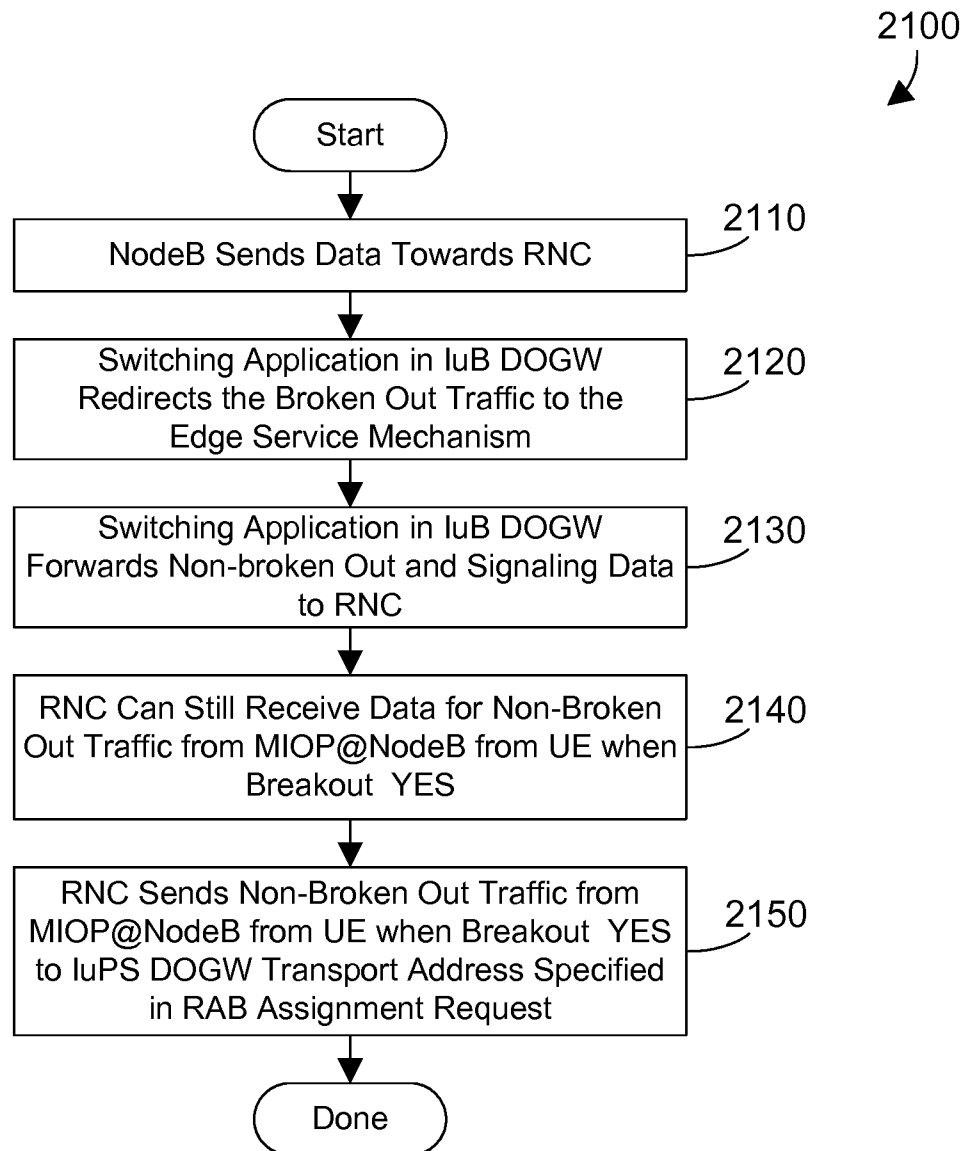 2100
Start
NodeB Sends Data Towards RNC
2110
Switching Application in IuB DOGW
Redirects the Broken Out Traffic to the
Edge Service Mechanism
2120
Switching Application in IuB DOGW
Forwards Non-broken Out and Signaling Data
to RNC
2130
RNC Can Still Receive Data for Non-Broken
Out Traffic from MIOP@NodeB from UE when
Breakout YES
2140
RNC Sends Non-Broken Out Traffic from
MIOP@NodeB from UE when Breakout YES
to IuPS DOGW Transport Address Specified
in RAB Assignment Request
2150
Done